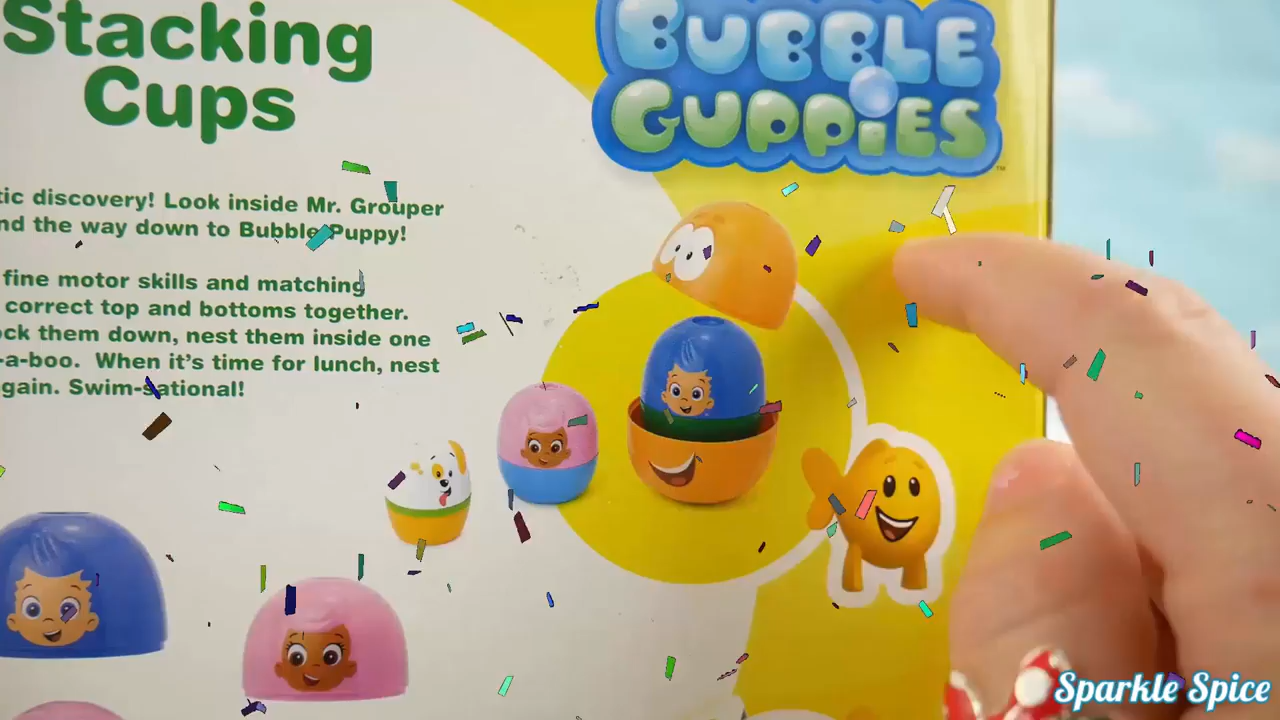 Stacking
Cups
BUBBLE
GUPPIES
™
tic discovery! Look inside Mr. Grouper
nd the way down to Bubble Puppy!
fine motor skills and matching
correct top and bottoms together.
ock them down, nest them inside one
-a-boo. When it's time for lunch, nest
gain. Swim-sational!
Sparkle Spice